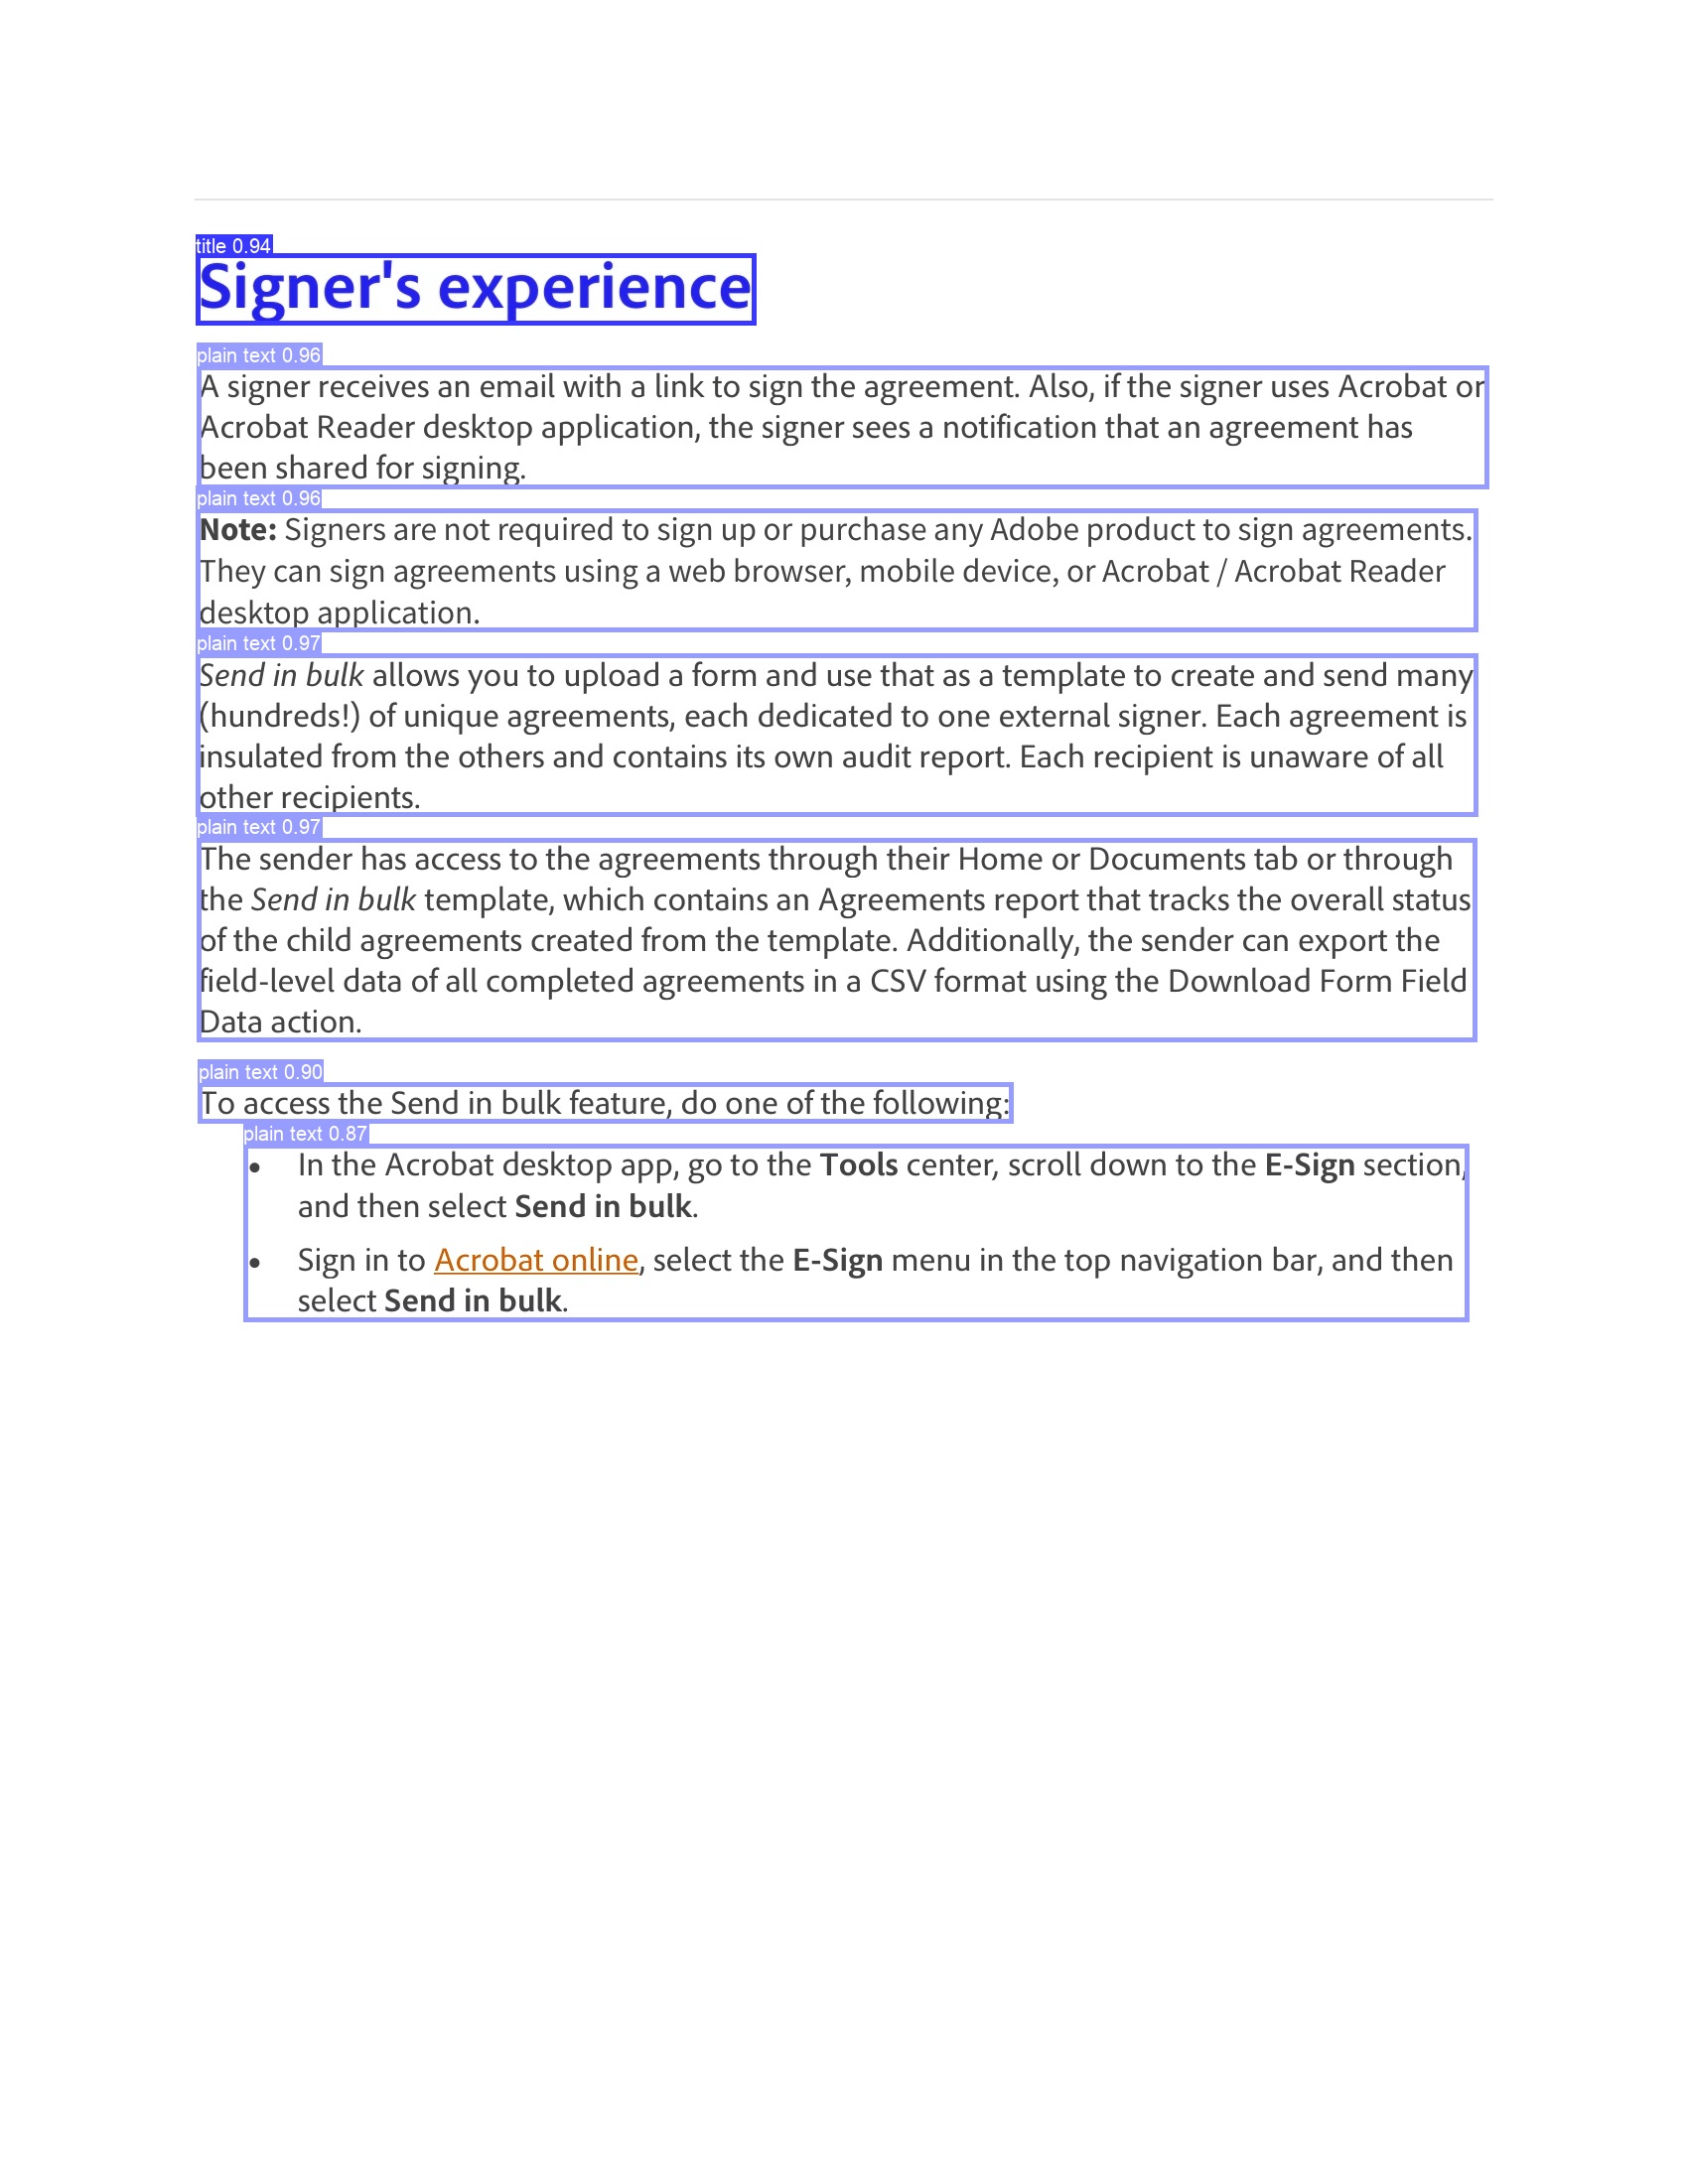 title 0.94
Signer's experience
plain text 0.96
A signer receives an email with a link to sign the agreement. Also, if the signer uses Acrobat or
Acrobat Reader desktop application, the signer sees a notification that an agreement has
been shared for signing.
plain text 0.96
Note: Signers are not required to sign up or purchase any Adobe product to sign agreements.
They can sign agreements using a web browser, mobile device, or Acrobat / Acrobat Reader
desktop application.
plain text 0.97
Send in bulk allows you to upload a form and use that as a template to create and send many
(hundreds!) of unique agreements, each dedicated to one external signer. Each agreement is
insulated from the others and contains its own audit report. Each recipient is unaware of all
other recipients.
plain text 0.97
The sender has access to the agreements through their Home or Documents tab or through
the Send in bulk template, which contains an Agreements report that tracks the overall status
of the child agreements created from the template. Additionally, the sender can export the
field-level data of all completed agreements in a CSV format using the Download Form Field
Data action.
plain text 0.90
To access the Send in bulk feature, do one of the following:
plain text 0.87
• In the Acrobat desktop app, go to the Tools center, scroll down to the E-Sign section,
and then select Send in bulk.
• Sign in to Acrobat online, select the E-Sign menu in the top navigation bar, and then
select Send in bulk.